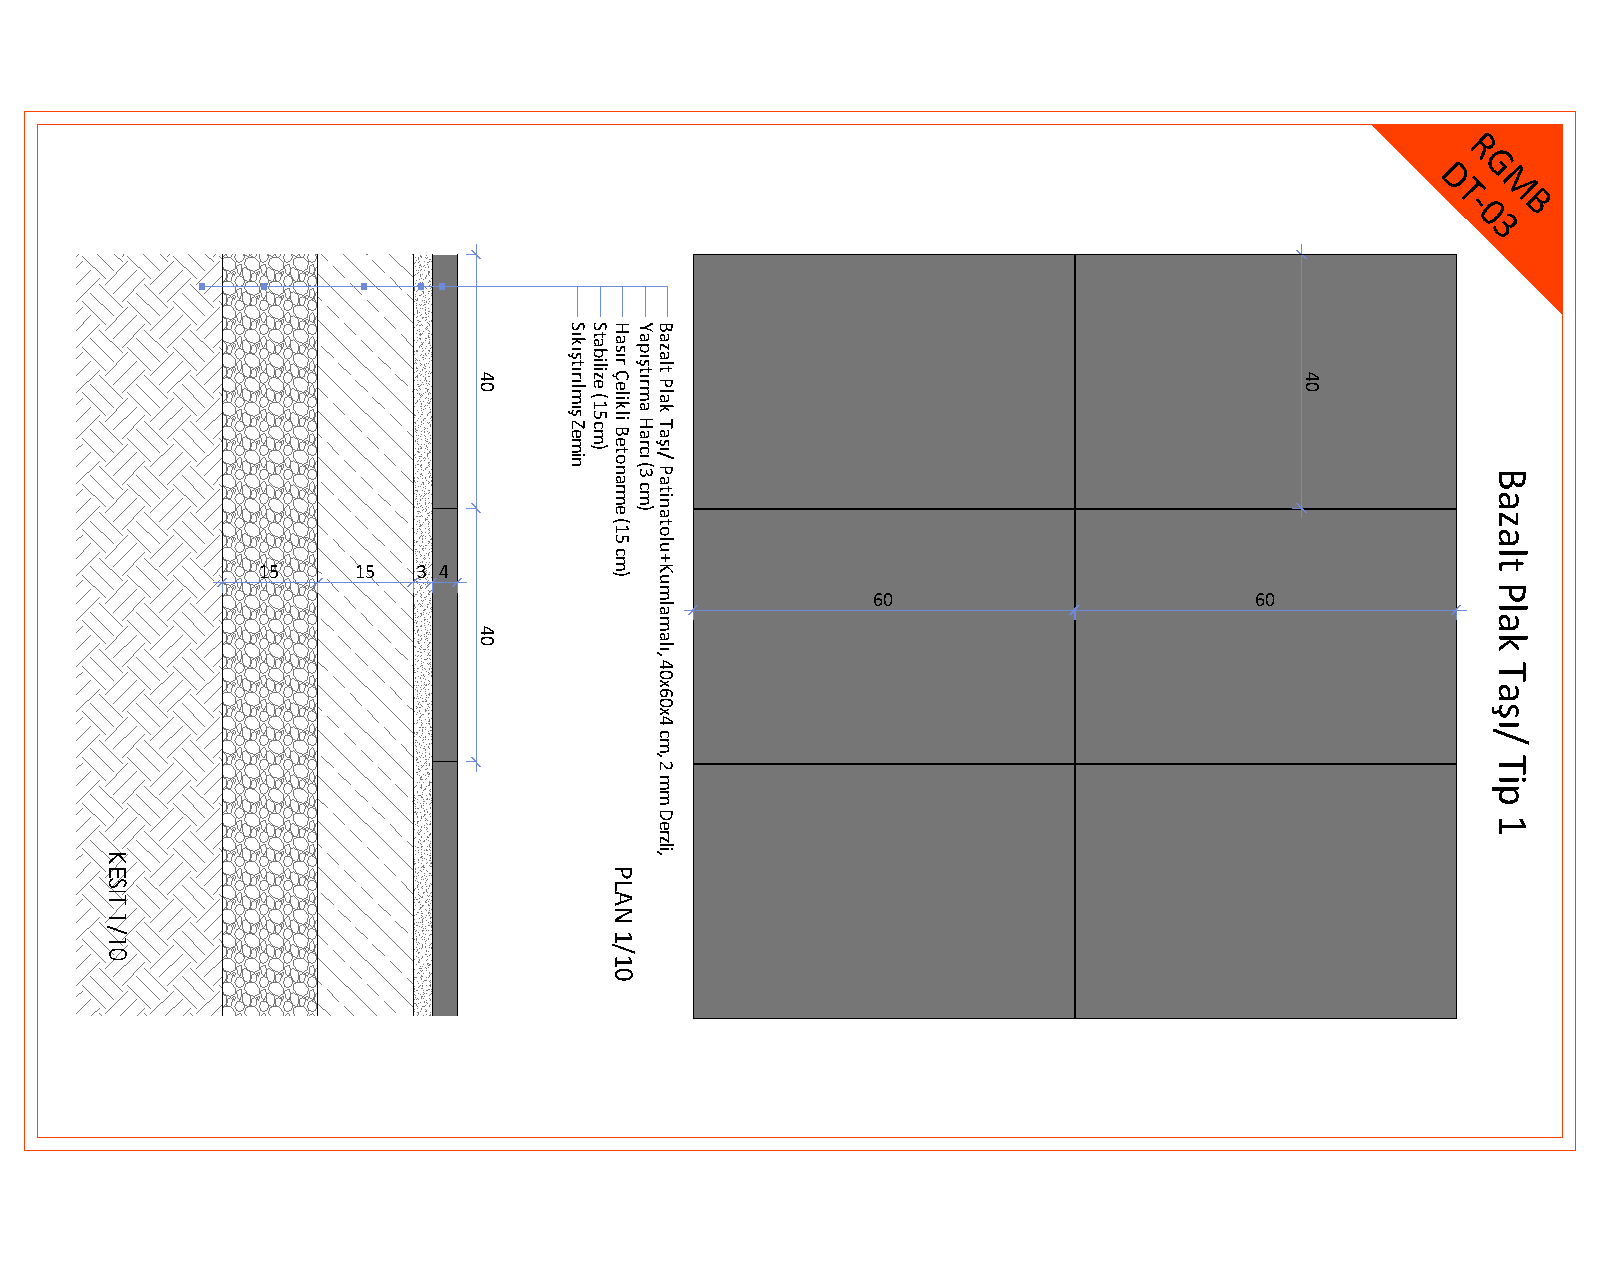 RGMB
DT-03
Bazalt Plak Taşı/ Tip 1
40
60
60
PLAN 1/10
Bazalt Plak Taşı/ Patinatolu+Kumlamalı, 40x60x4 cm, 2 mm Derzli,
Yapıştırma Harcı (3 cm)
Hasır Çelikli Betonarme (15 cm)
Stabilize (15cm)
Sıkıştırılmış Zemin
40
40
4
3
15
15
KESİT 1/10